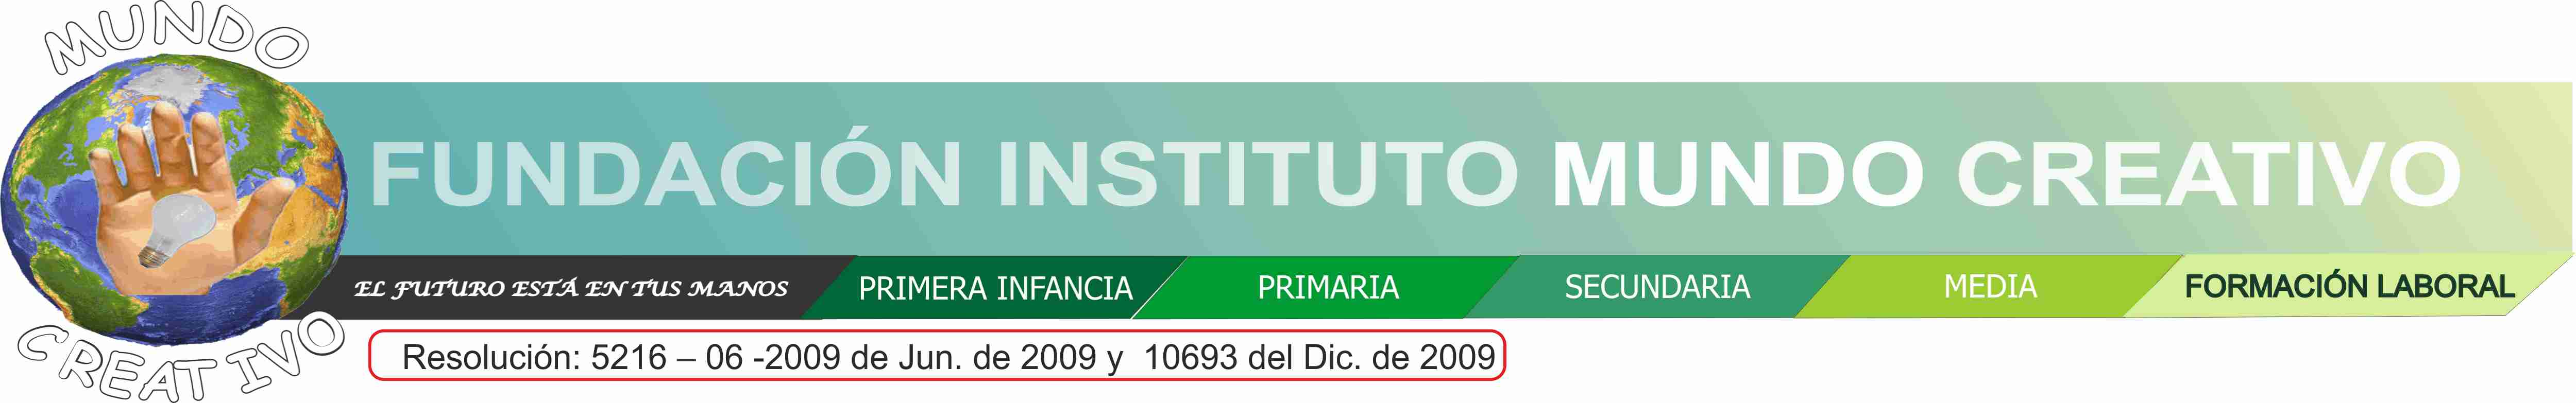 MUNDO
CREATIVO
FUNDACIÓN INSTITUTO MUNDO CREATIVO
EL FUTURO ESTÁ EN TUS MANOS
PRIMERA INFANCIA
PRIMARIA
SECUNDARIA
MEDIA
FORMACIÓN LABORAL
Resolución: 5216 – 06 -2009 de Jun. de 2009 y  10693 del Dic. de 2009